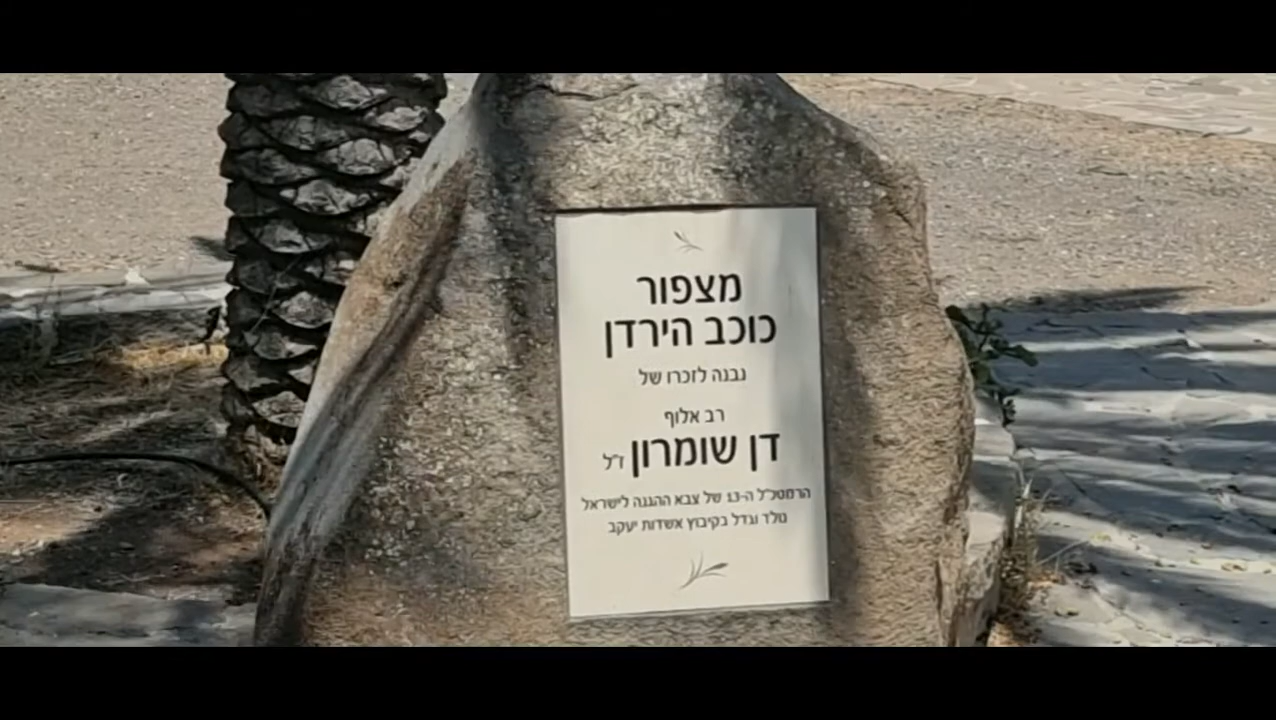 מצפור
כוכב הירדן
נבנה לזכרו של
רב אלוף
דן שומרון ז"ל
הרמטכ"ל ה-13 של צבא ההגנה לישראל
נולד וגדל בקיבוץ אשדות יעקב